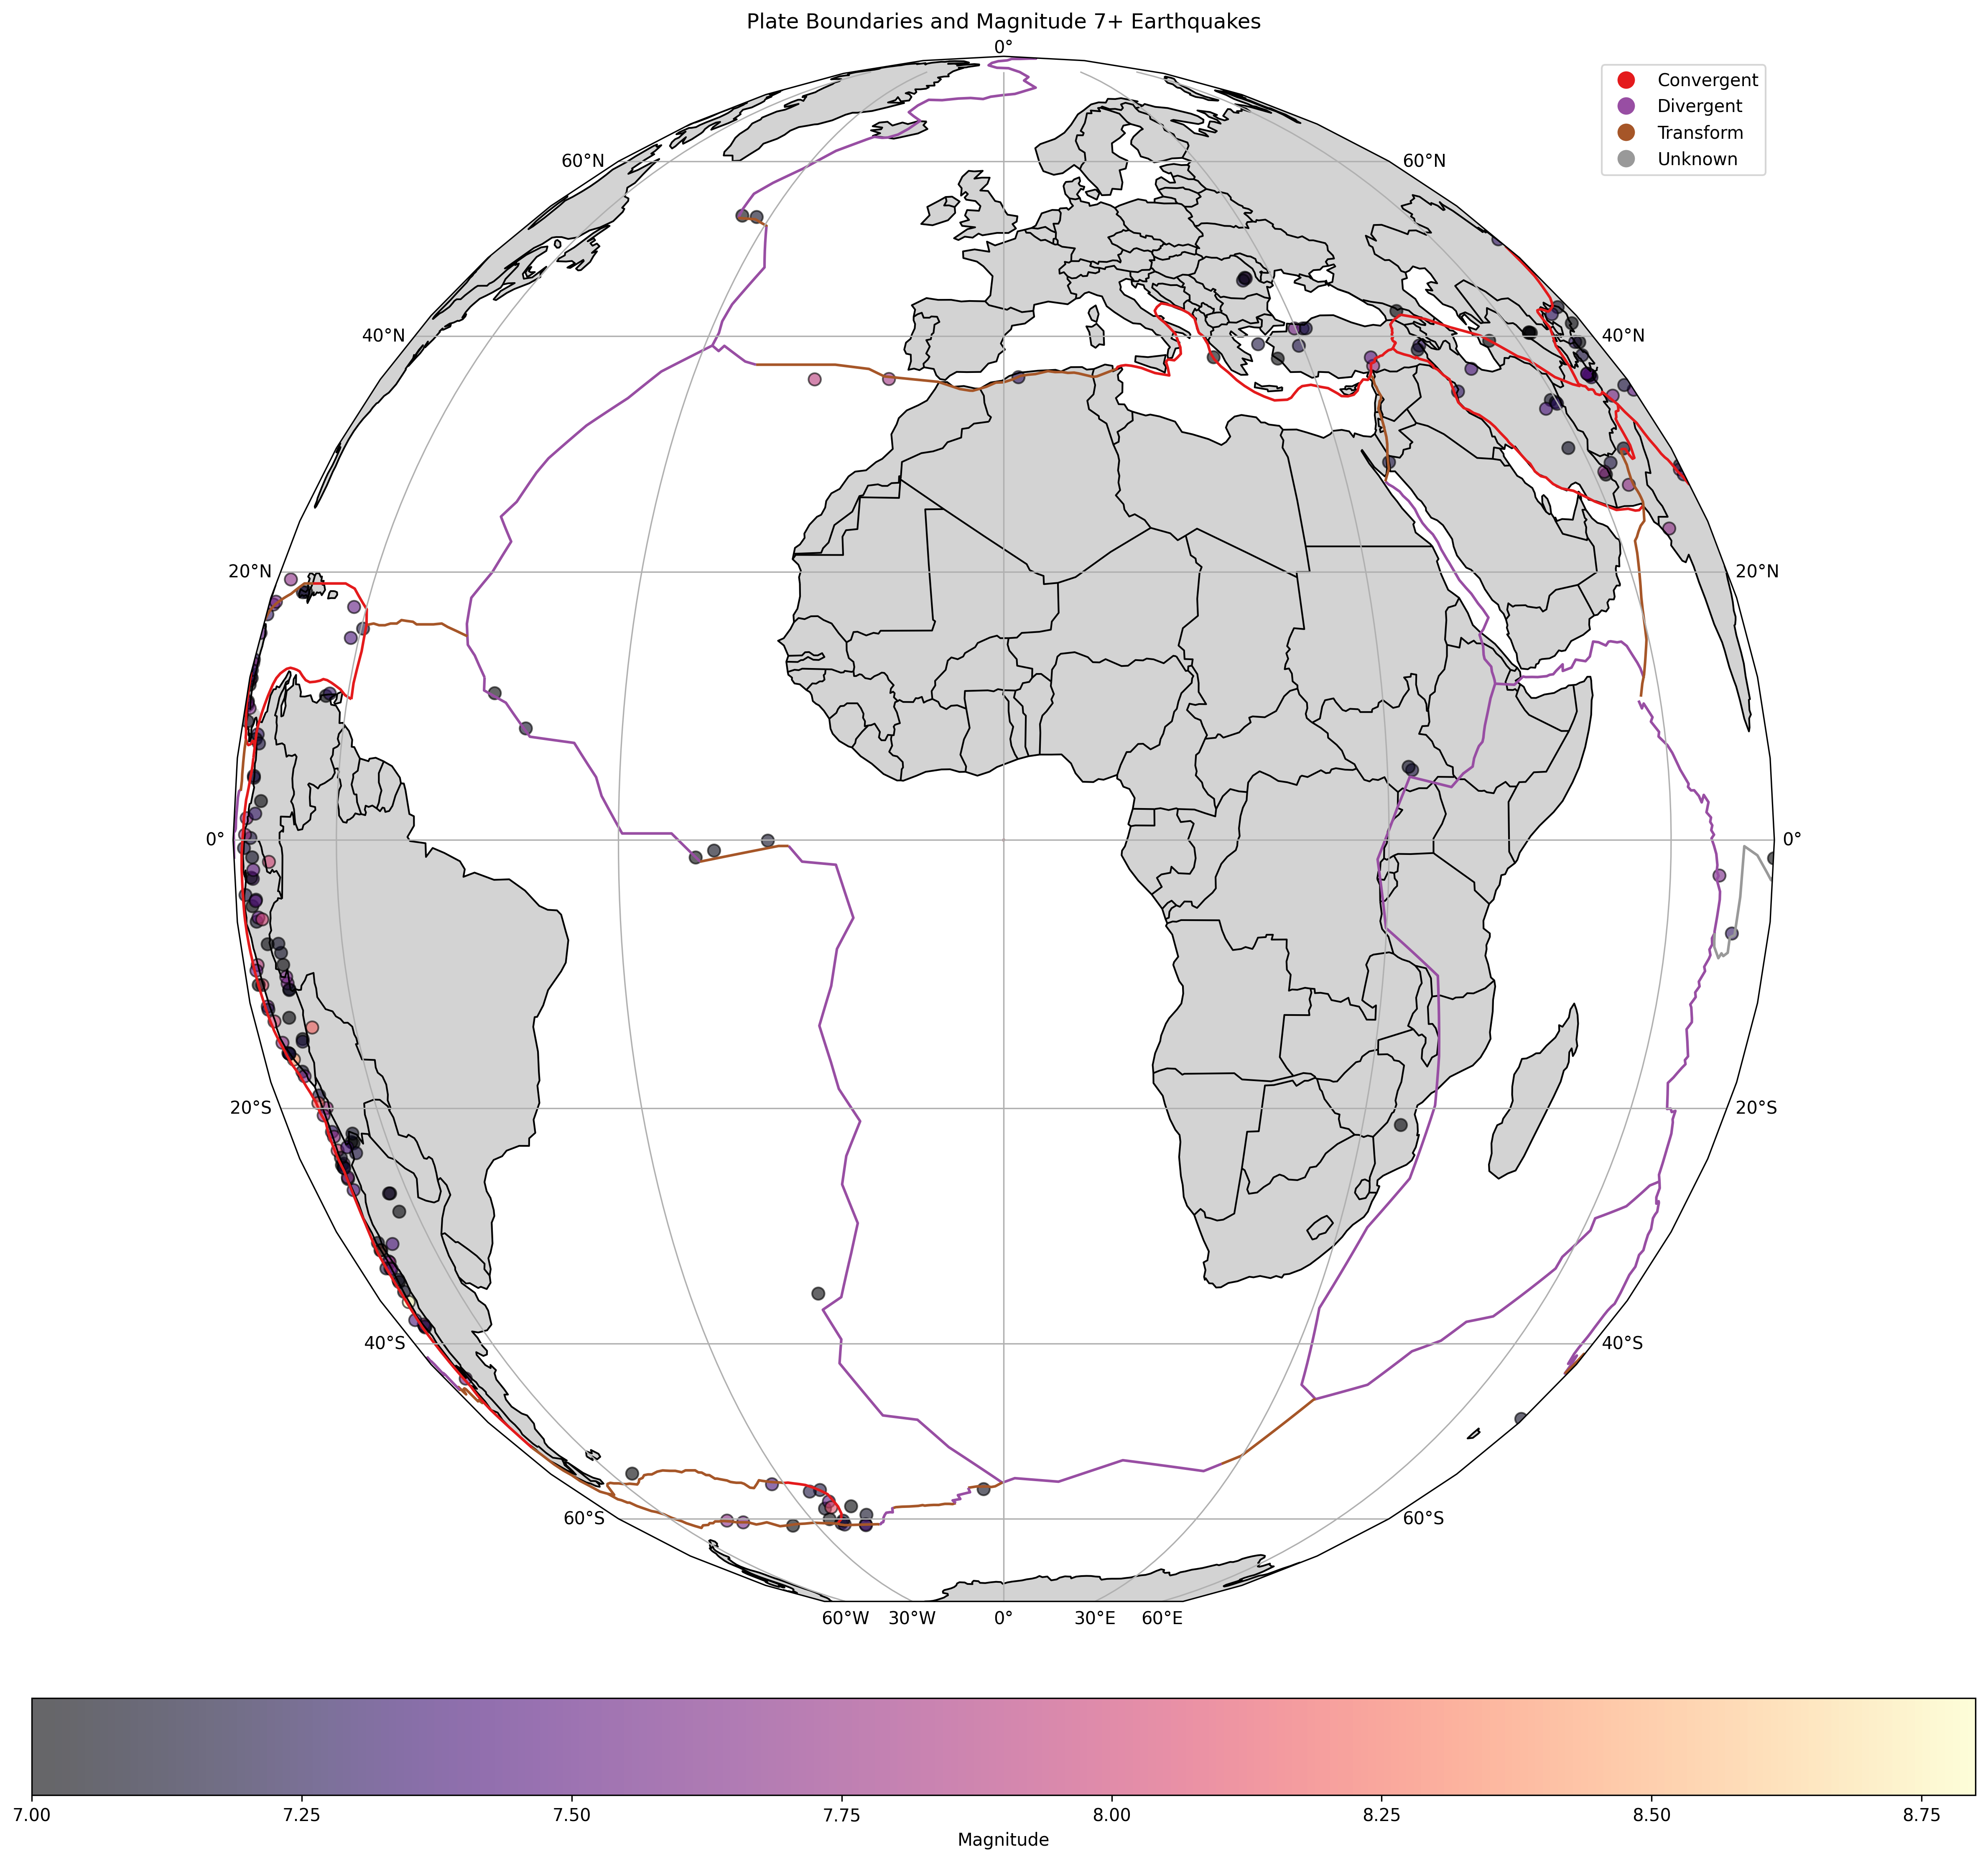 Plate Boundaries and Magnitude 7+ Earthquakes
0°
Convergent
Divergent
Transform
Unknown
60°N 60°N
40°N 40°N
20°N 20°N
0° 0°
20°S 20°S
40°S 40°S
60°S 60°S
60°W 30°W 0° 30°E 60°E
7.00 7.25 7.50 7.75 8.00 8.25 8.50 8.75
Magnitude